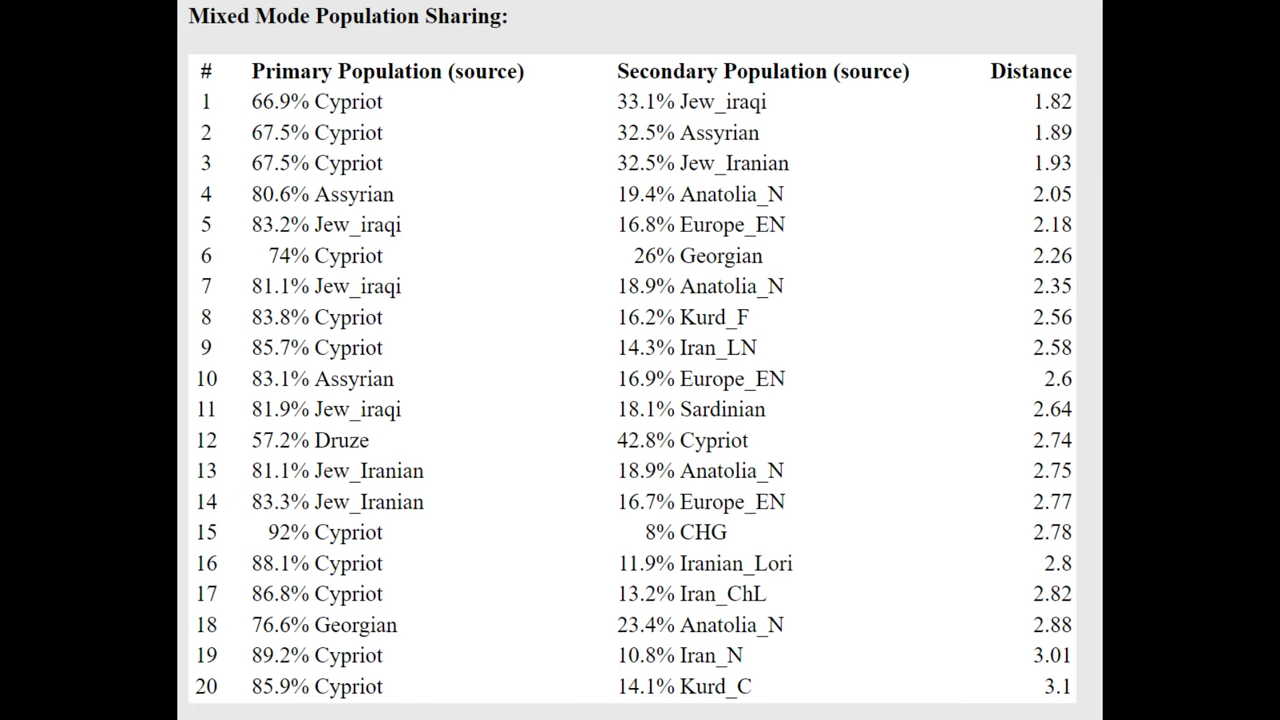 Mixed Mode Population Sharing:
# Primary Population (source) Secondary Population (source) Distance
1 66.9% Cypriot 33.1% Jew_iraqi 1.82
2 67.5% Cypriot 32.5% Assyrian 1.89
3 67.5% Cypriot 32.5% Jew_Iranian 1.93
4 80.6% Assyrian 19.4% Anatolia_N 2.05
5 83.2% Jew_iraqi 16.8% Europe_EN 2.18
6 74% Cypriot 26% Georgian 2.26
7 81.1% Jew_iraqi 18.9% Anatolia_N 2.35
8 83.8% Cypriot 16.2% Kurd_F 2.56
9 85.7% Cypriot 14.3% Iran_LN 2.58
10 83.1% Assyrian 16.9% Europe_EN 2.6
11 81.9% Jew_iraqi 18.1% Sardinian 2.64
12 57.2% Druze 42.8% Cypriot 2.74
13 81.1% Jew_Iranian 18.9% Anatolia_N 2.75
14 83.3% Jew_Iranian 16.7% Europe_EN 2.77
15 92% Cypriot 8% CHG 2.78
16 88.1% Cypriot 11.9% Iranian_Lori 2.8
17 86.8% Cypriot 13.2% Iran_ChL 2.82
18 76.6% Georgian 23.4% Anatolia_N 2.88
19 89.2% Cypriot 10.8% Iran_N 3.01
20 85.9% Cypriot 14.1% Kurd_C 3.1